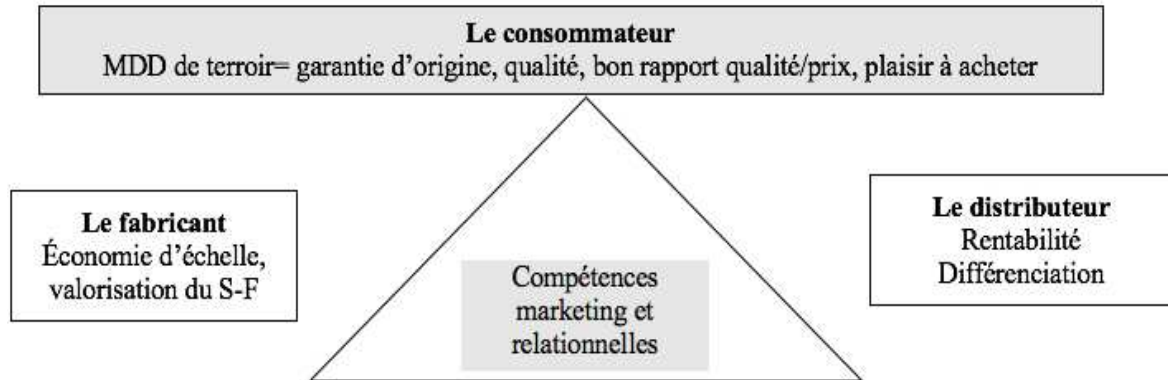 Le consommateur
MDD de terroir= garantie d'origine, qualité, bon rapport qualité/prix, plaisir à acheter
Le fabricant
Économie d'échelle,
valorisation du S-F
Le distributeur
Rentabilité
Différenciation
Compétences
marketing et
relationnelles